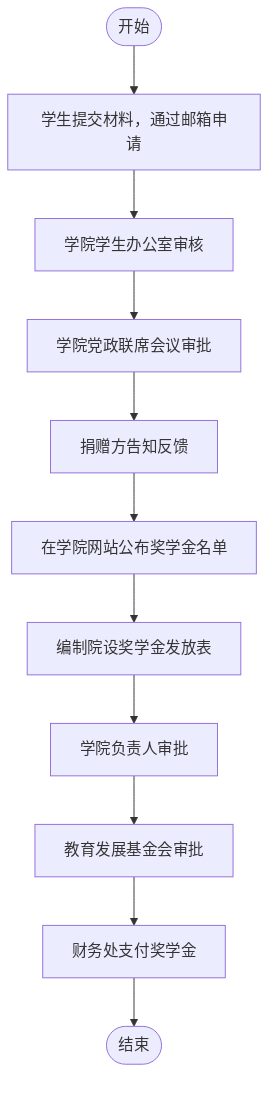 开始
学生提交材料，通过邮箱申
请
学院学生办公室审核
学院党政联席会议审批
捐赠方告知反馈
在学院网站公布奖学金名单
编制院设奖学金发放表
学院负责人审批
教育发展基金会审批
财务处支付奖学金
结束